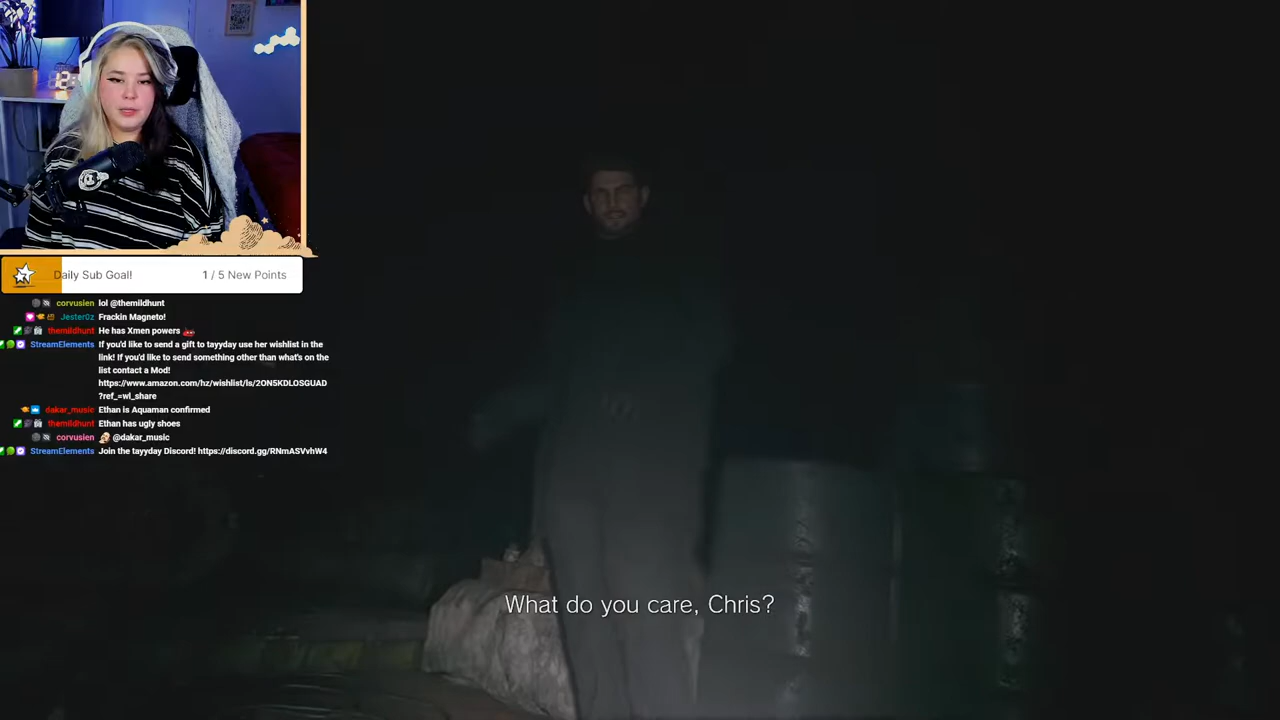 Daily Sub Goal! 1 / 5 New Points
corvusien lol @themildhunt
Jester0z Frackin Magneto!
themildhunt He has Xmen powers
StreamElements If you'd like to send a gift to tayyday use her wishlist in the
link! If you'd like to send something other than what's on the
list contact a Mod!
https://www.amazon.com/hz/wishlist/ls/2ON5KDLOSGUAD
?ref_=wl_share
dakar_music Ethan is Aquaman confirmed
themildhunt Ethan has ugly shoes
corvusien @dakar_music
StreamElements Join the tayyday Discord! https://discord.gg/RNmASVvhW4
What do you care, Chris?